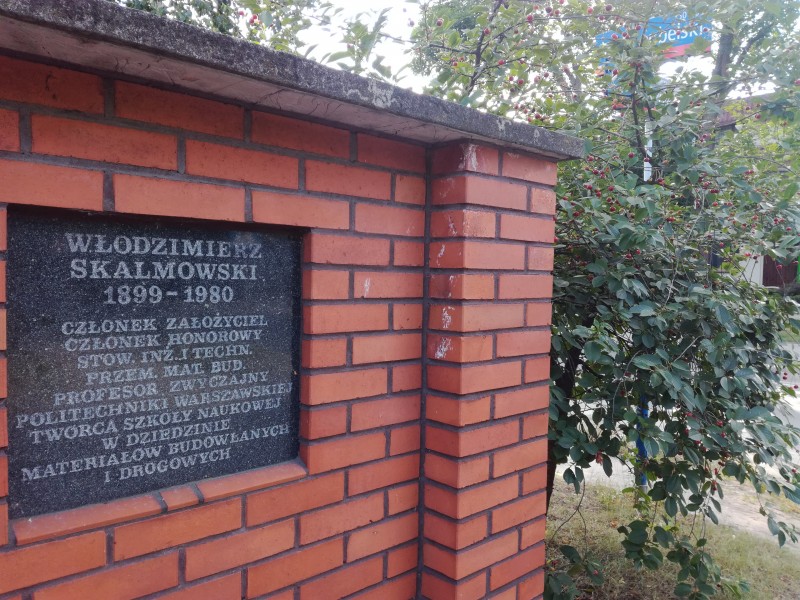 WŁODZIMIERZ
SKALMOWSKI
1899-1980
CZŁONEK ZAŁOŻYCIEL
CZŁONEK HONOROWY
STOW. INŻ. I TECHN.
PRZEM. MAT. BUD.
PROFESOR ZWYCZAJNY
POLITECHNIKI WARSZAWSKIEJ
TWÓRCA SZKÓŁY NAUKOWEJ
W DZIEDZINIE
MATERIAŁÓW BUDOWLANYCH
I DROGOWYCH